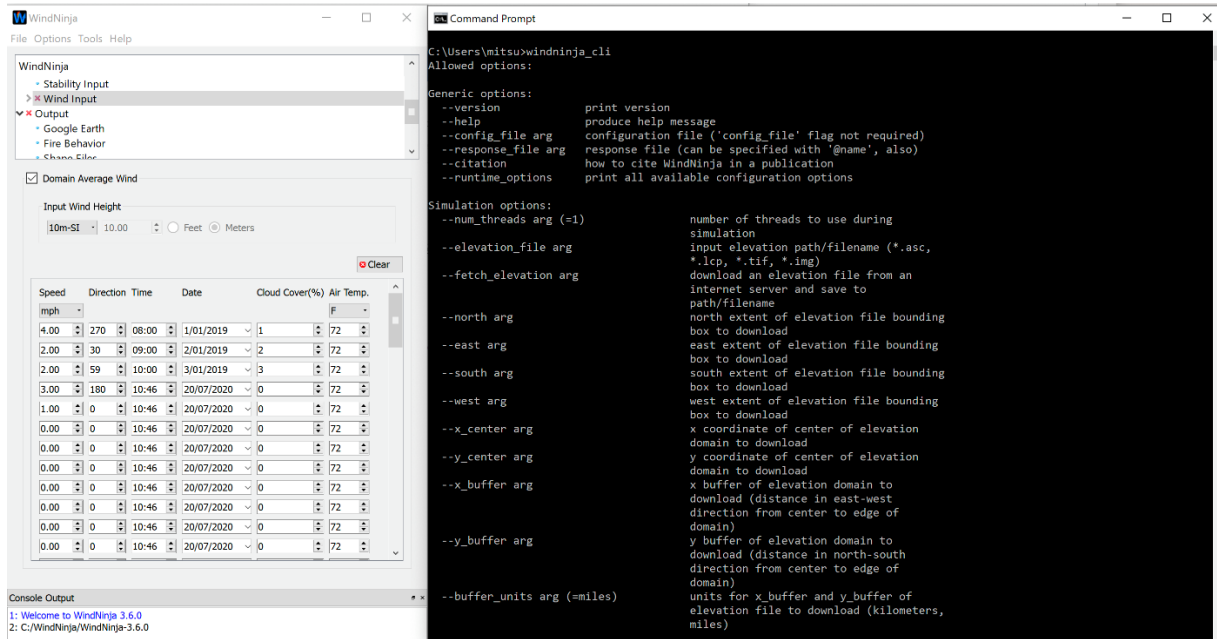 WindNinja
File Options Tools Help
WindNinja
Stability Input
Wind Input
Output
Google Earth
Fire Behavior
Shape Files
Domain Average Wind
Input Wind Height
10m-SI 10.00 Feet Meters
Clear
Speed Direction Time Date Cloud Cover(%) Air Temp.
mph F
4.00 270 08:00 1/01/2019 1 72
2.00 30 09:00 2/01/2019 2 72
2.00 59 10:00 3/01/2019 3 72
3.00 180 10:46 20/07/2020 0 72
1.00 0 10:46 20/07/2020 0 72
0.00 0 10:46 20/07/2020 0 72
0.00 0 10:46 20/07/2020 0 72
0.00 0 10:46 20/07/2020 0 72
0.00 0 10:46 20/07/2020 0 72
0.00 0 10:46 20/07/2020 0 72
0.00 0 10:46 20/07/2020 0 72
0.00 0 10:46 20/07/2020 0 72
Console Output
1: Welcome to WindNinja 3.6.0
2: C:/WindNinja/WindNinja-3.6.0
Command Prompt
C:\Users\mitsu>windninja_cli
Allowed options:
Generic options:
--version print version
--help produce help message
--config_file arg configuration file ('config_file' flag not required)
--response_file arg response file (can be specified with '@name', also)
--citation how to cite WindNinja in a publication
--runtime_options print all available configuration options
Simulation options:
--num_threads arg (=1) number of threads to use during
simulation
--elevation_file arg input elevation path/filename (*.asc,
*.lcp, *.tif, *.img)
--fetch_elevation arg download an elevation file from an
internet server and save to
path/filename
--north arg north extent of elevation file bounding
box to download
--east arg east extent of elevation file bounding
box to download
--south arg south extent of elevation file bounding
box to download
--west arg west extent of elevation file bounding
box to download
--x_center arg x coordinate of center of elevation
domain to download
--y_center arg y coordinate of center of elevation
domain to download
--x_buffer arg x buffer of elevation domain to
download (distance in east-west
direction from center to edge of
domain)
--y_buffer arg y buffer of elevation domain to
download (distance in north-south
direction from center to edge of
domain)
--buffer_units arg (=miles) units for x_buffer and y_buffer of
elevation file to download (kilometers,
miles)